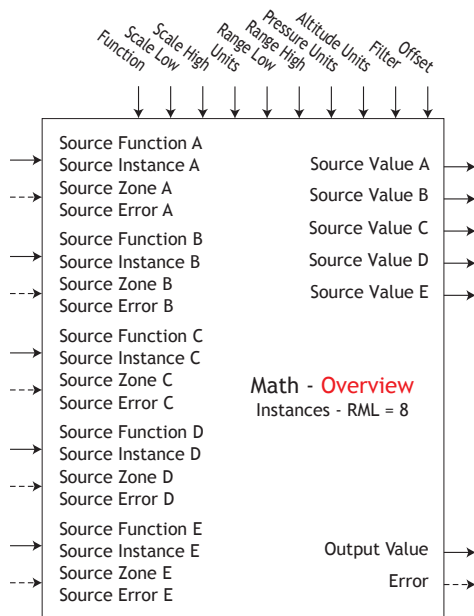 Function
Scale Low
Scale High
Units
Range Low
Range High
Pressure Units
Altitude Units
Filter
Offset
Source Function A
Source Instance A
Source Zone A
Source Error A
Source Function B
Source Instance B
Source Zone B
Source Error B
Source Function C
Source Instance C
Source Zone C
Source Error C
Source Function D
Source Instance D
Source Zone D
Source Error D
Source Function E
Source Instance E
Source Zone E
Source Error E
Source Value A
Source Value B
Source Value C
Source Value D
Source Value E
Math - Overview
Instances - RML = 8
Output Value
Error